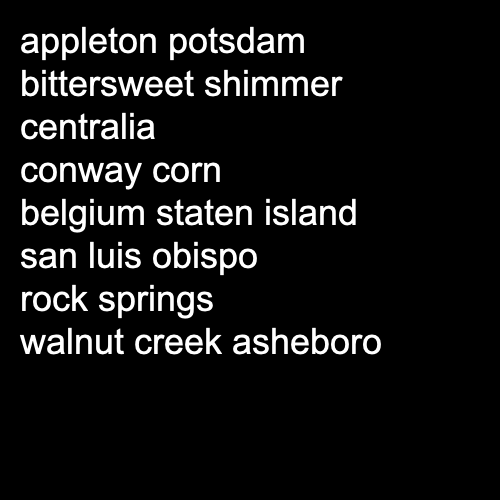 appleton potsdam
bittersweet shimmer
centralia
conway corn
belgium staten island
san luis obispo
rock springs
walnut creek asheboro